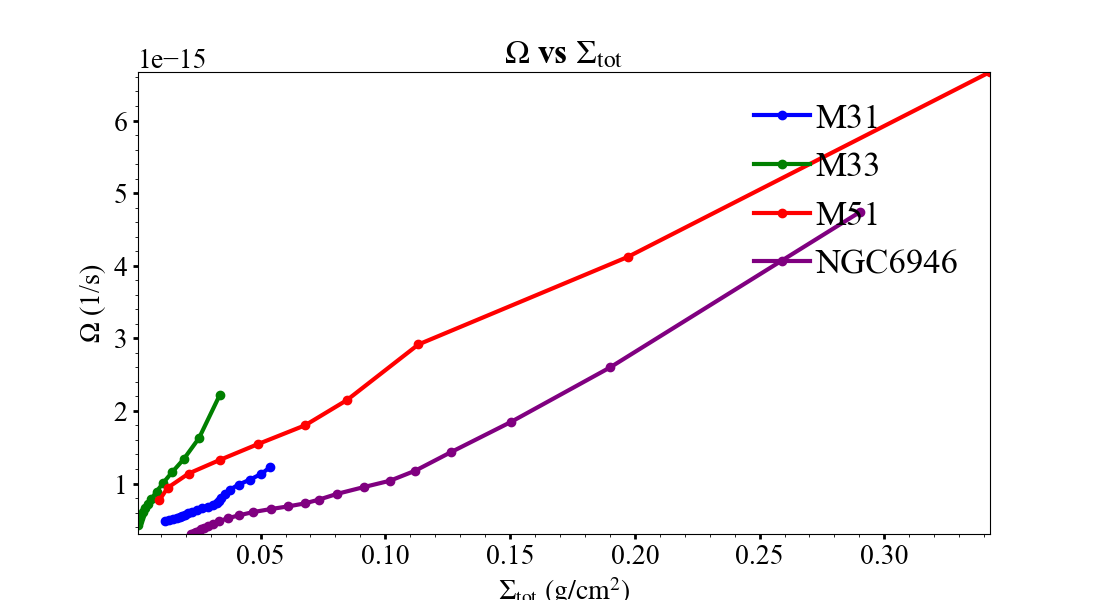 Ω vs Σtot
1e−15
6
5
4
3
2
1
Ω (1/s)
M31
M33
M51
NGC6946
0.05 0.10 0.15 0.20 0.25 0.30
Σtot (g/cm²)